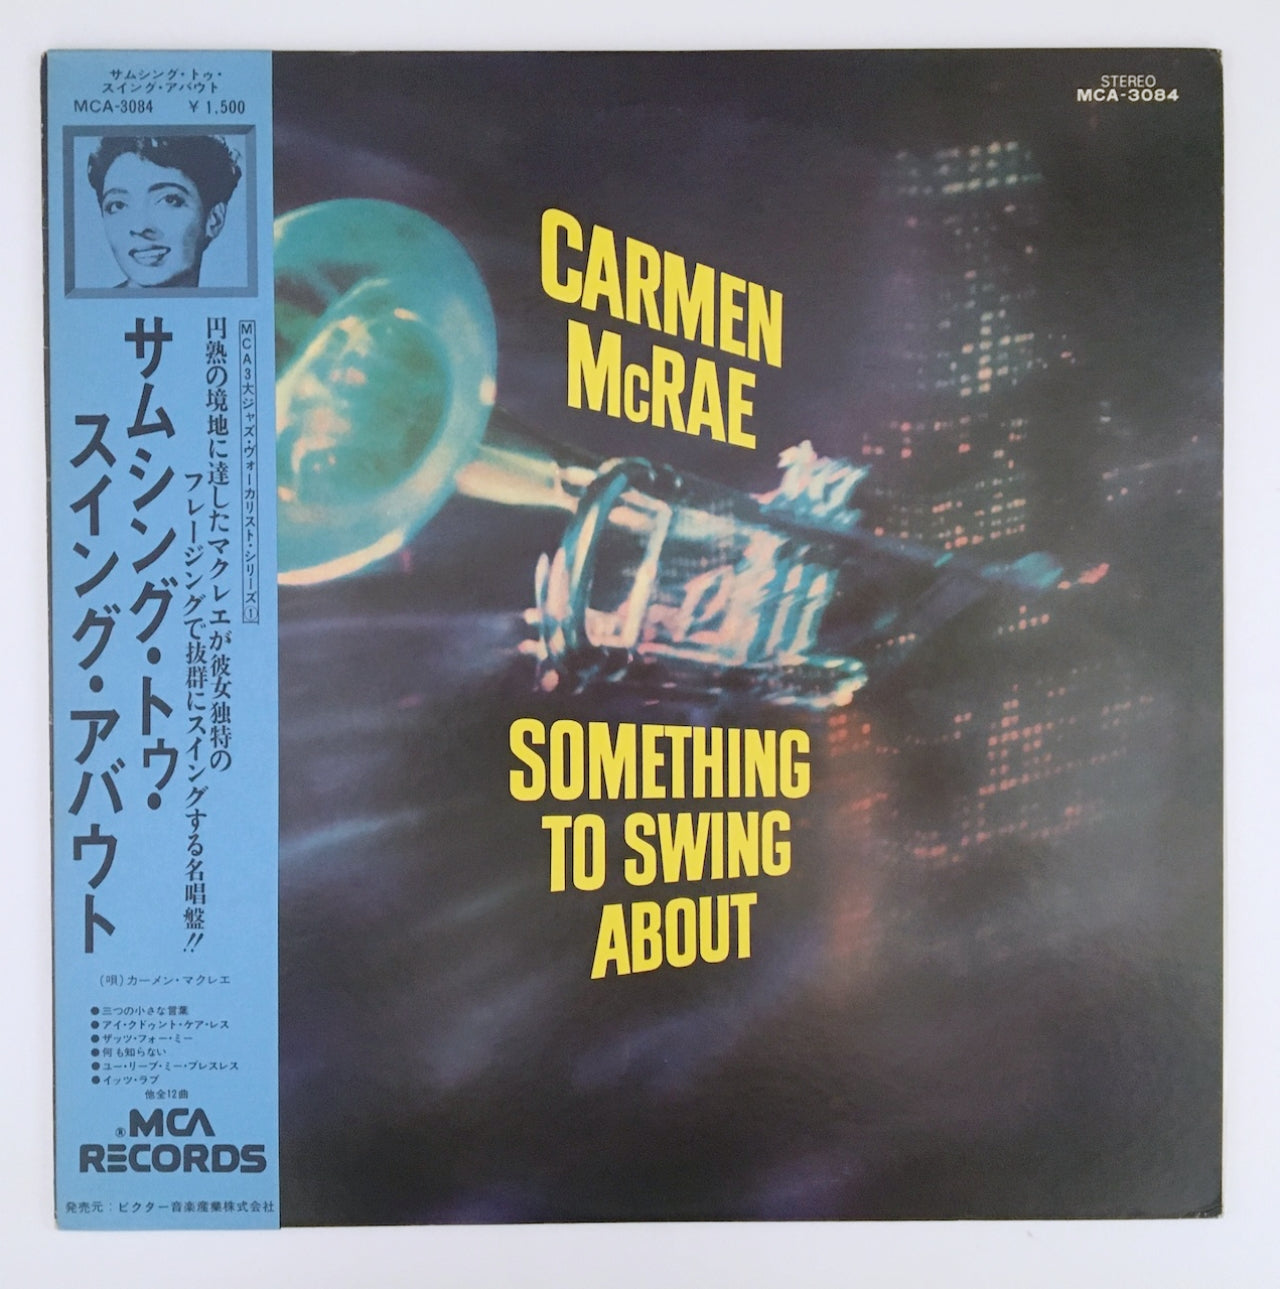 サムシング・トゥ・
スイング・アバウト
MCA-3084 ¥1,500
MCA3大ジャズ・ヴォーカリスト・シリーズ①
円熟の境地に達したマクレエが彼女独特の
フレージングで抜群にスイングする名唱盤!!
サムシング・トゥ・
スイング・アバウト
(唄)カーメン・マクレエ
●三つの小さな言葉
●アイ・クドゥント・ケア・レス
●ザッツ・フォー・ミー
●何も知らない
●ユー・リーブ・ミー・ブレスレス
●イッツ・ラブ
他全12曲
®MCA
RECORDS
発売元:ビクター音楽産業株式会社
STEREO
MCA-3084
CARMEN
McRAE
SOMETHING
TO SWING
ABOUT